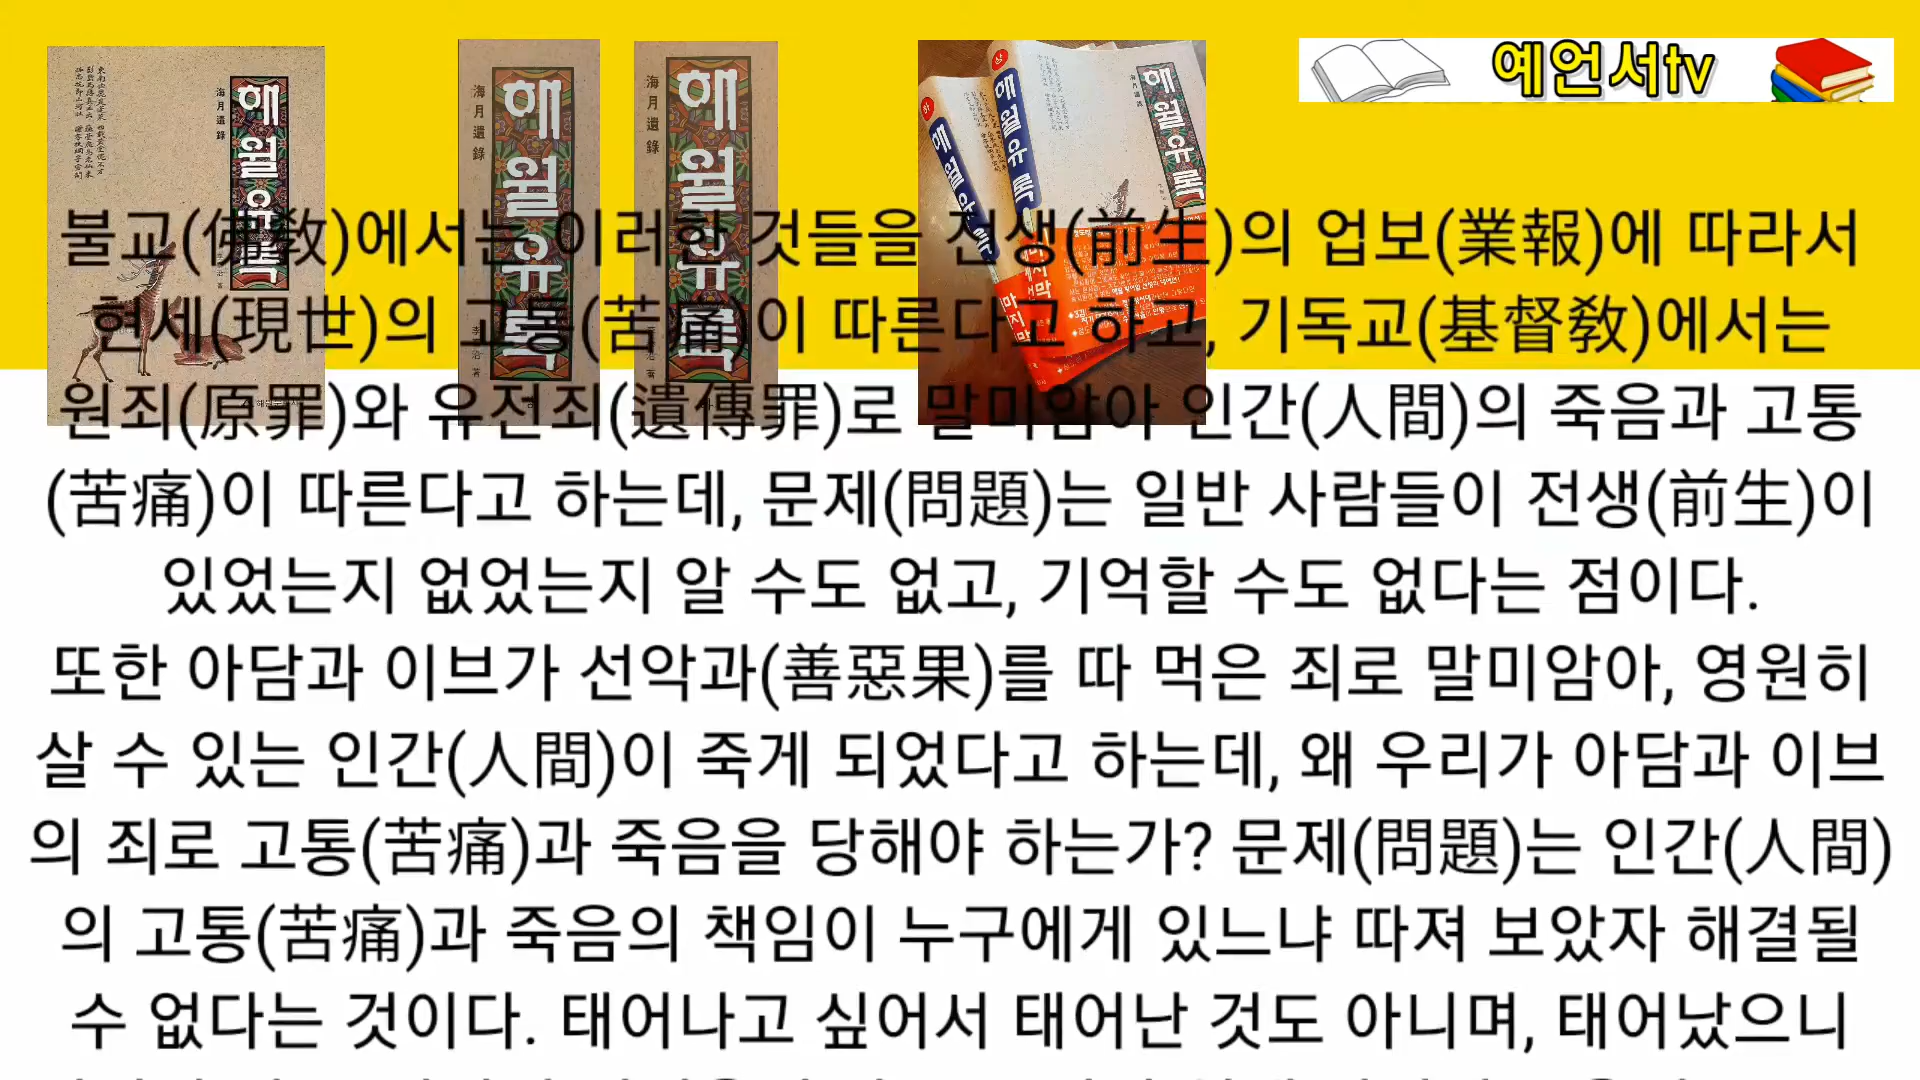 예언서tv
해월유록
海月遺錄
해월유록
海月遺錄
해월유록
海月遺錄
해월유록
해월유록
불교(佛敎)에서는 이러한 것들을 전생(前生)의 업보(業報)에 따라서
현세(現世)의 고통(苦痛)이 따른다고 하고, 기독교(基督敎)에서는
원죄(原罪)와 유전죄(遺傳罪)로 말미암아 인간(人間)의 죽음과 고통
(苦痛)이 따른다고 하는데, 문제(問題)는 일반 사람들이 전생(前生)이
있었는지 없었는지 알 수도 없고, 기억할 수도 없다는 점이다.
또한 아담과 이브가 선악과(善惡果)를 따 먹은 죄로 말미암아, 영원히
살 수 있는 인간(人間)이 죽게 되었다고 하는데, 왜 우리가 아담과 이브
의 죄로 고통(苦痛)과 죽음을 당해야 하는가? 문제(問題)는 인간(人間)
의 고통(苦痛)과 죽음의 책임이 누구에게 있느냐 따져 보았자 해결될
수 없다는 것이다. 태어나고 싶어서 태어난 것도 아니며, 태어났으니